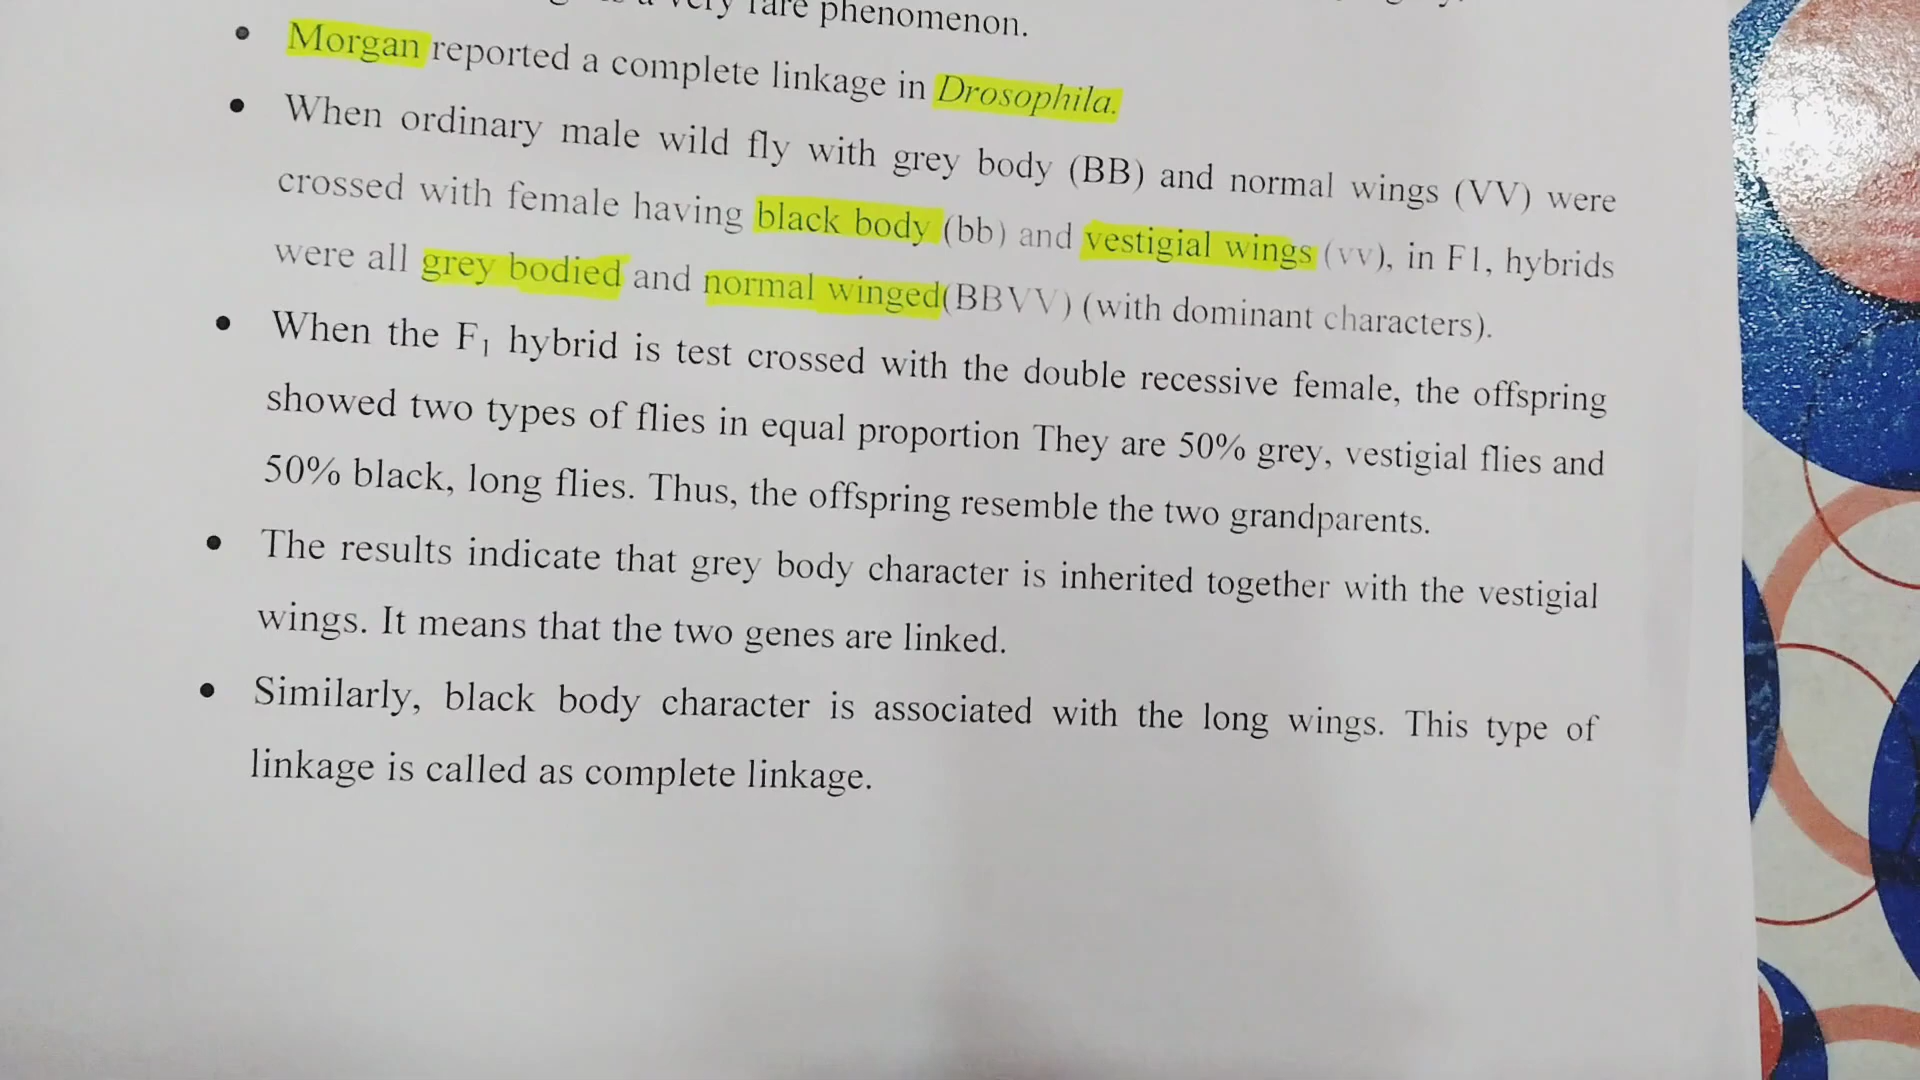 very rare phenomenon.
• Morgan reported a complete linkage in Drosophila.
• When ordinary male wild fly with grey body (BB) and normal wings (VV) were
crossed with female having black body (bb) and vestigial wings (vv), in F1, hybrids
were all grey bodied and normal winged(BBVV) (with dominant characters).
• When the F₁ hybrid is test crossed with the double recessive female, the offspring
showed two types of flies in equal proportion They are 50% grey, vestigial flies and
50% black, long flies. Thus, the offspring resemble the two grandparents.
• The results indicate that grey body character is inherited together with the vestigial
wings. It means that the two genes are linked.
• Similarly, black body character is associated with the long wings. This type of
linkage is called as complete linkage.